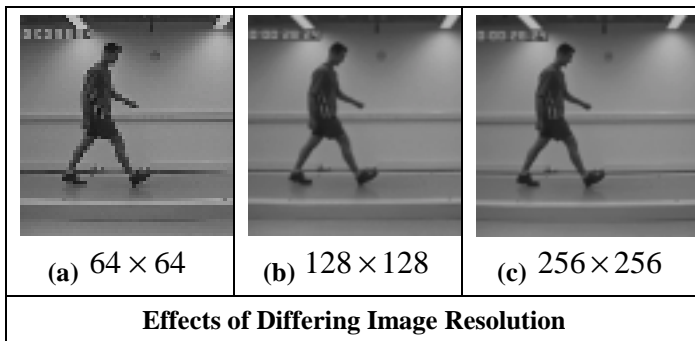 (a) 64 × 64
(b) 128 × 128
(c) 256 × 256
Effects of Differing Image Resolution